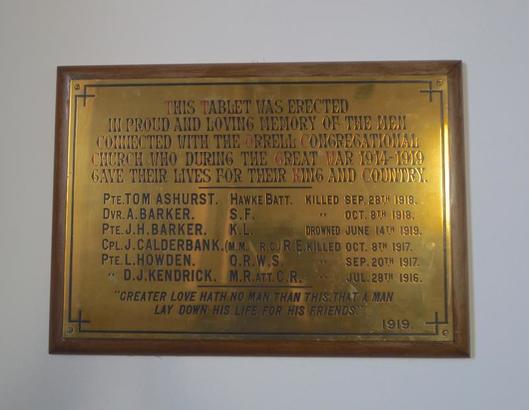 THIS TABLET WAS ERECTED
IN PROUD AND LOVING MEMORY OF THE MEN
CONNECTED WITH THE ORRELL CONGREGATIONAL
CHURCH WHO DURING THE GREAT WAR 1914-1919
GAVE THEIR LIVES FOR THEIR KING AND COUNTRY.
PTE. TOM ASHURST. HAWKE BATT. KILLED SEP. 28TH 1918.
DVR. A. BARKER. S.F. " OCT. 8TH 1918.
PTE. J.H. BARKER. K.L. DROWNED JUNE 14TH 1919.
CPL. J. CALDERBANK. (M.M. R.C.) R.E. KILLED OCT. 8TH 1917.
PTE. L. HOWDEN. Q.R.W.S. " SEP. 20TH 1917.
" D.J. KENDRICK. M.R. ATT. C.R. " JUL. 28TH 1916.
"GREATER LOVE HATH NO MAN THAN THIS, THAT A MAN
LAY DOWN HIS LIFE FOR HIS FRIENDS."
1919.